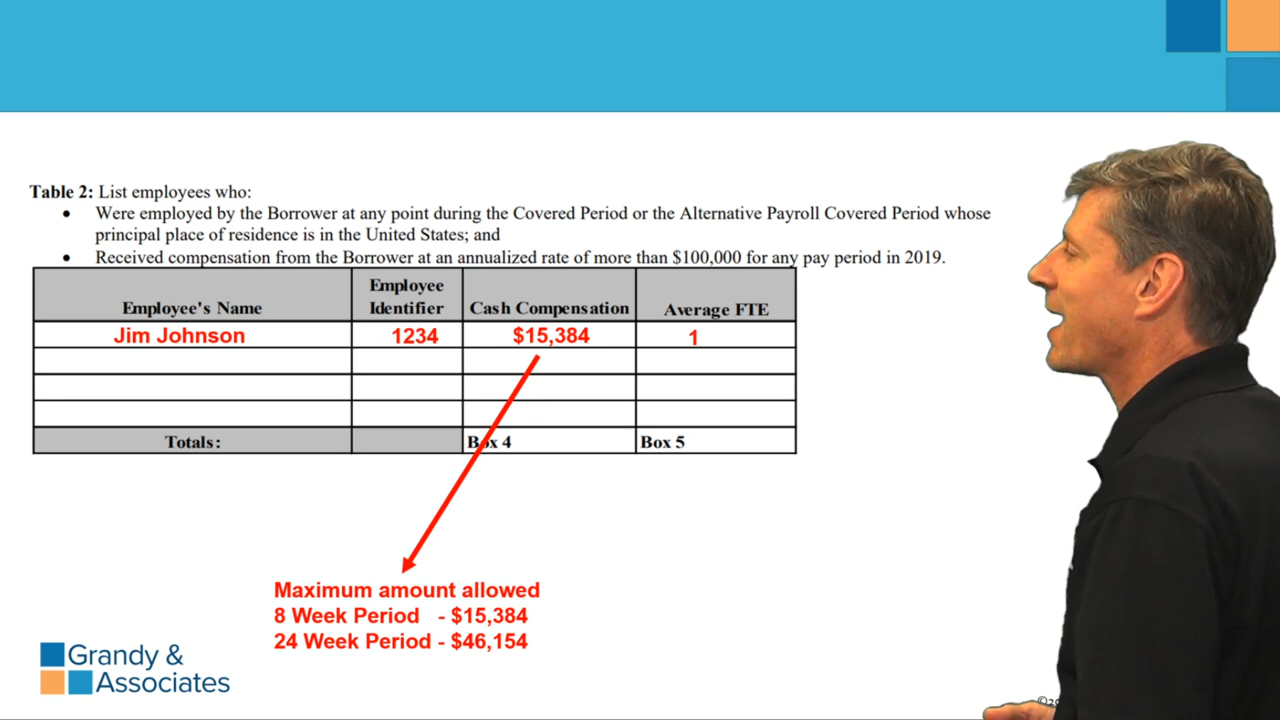 Table 2: List employees who:
• Were employed by the Borrower at any point during the Covered Period or the Alternative Payroll Covered Period whose
principal place of residence is in the United States; and
• Received compensation from the Borrower at an annualized rate of more than $100,000 for any pay period in 2019.
Employee's Name Employee Identifier Cash Compensation Average FTE
Jim Johnson 1234 $15,384 1
Totals: Box 4 Box 5
Maximum amount allowed
8 Week Period - $15,384
24 Week Period - $46,154
Grandy &
Associates